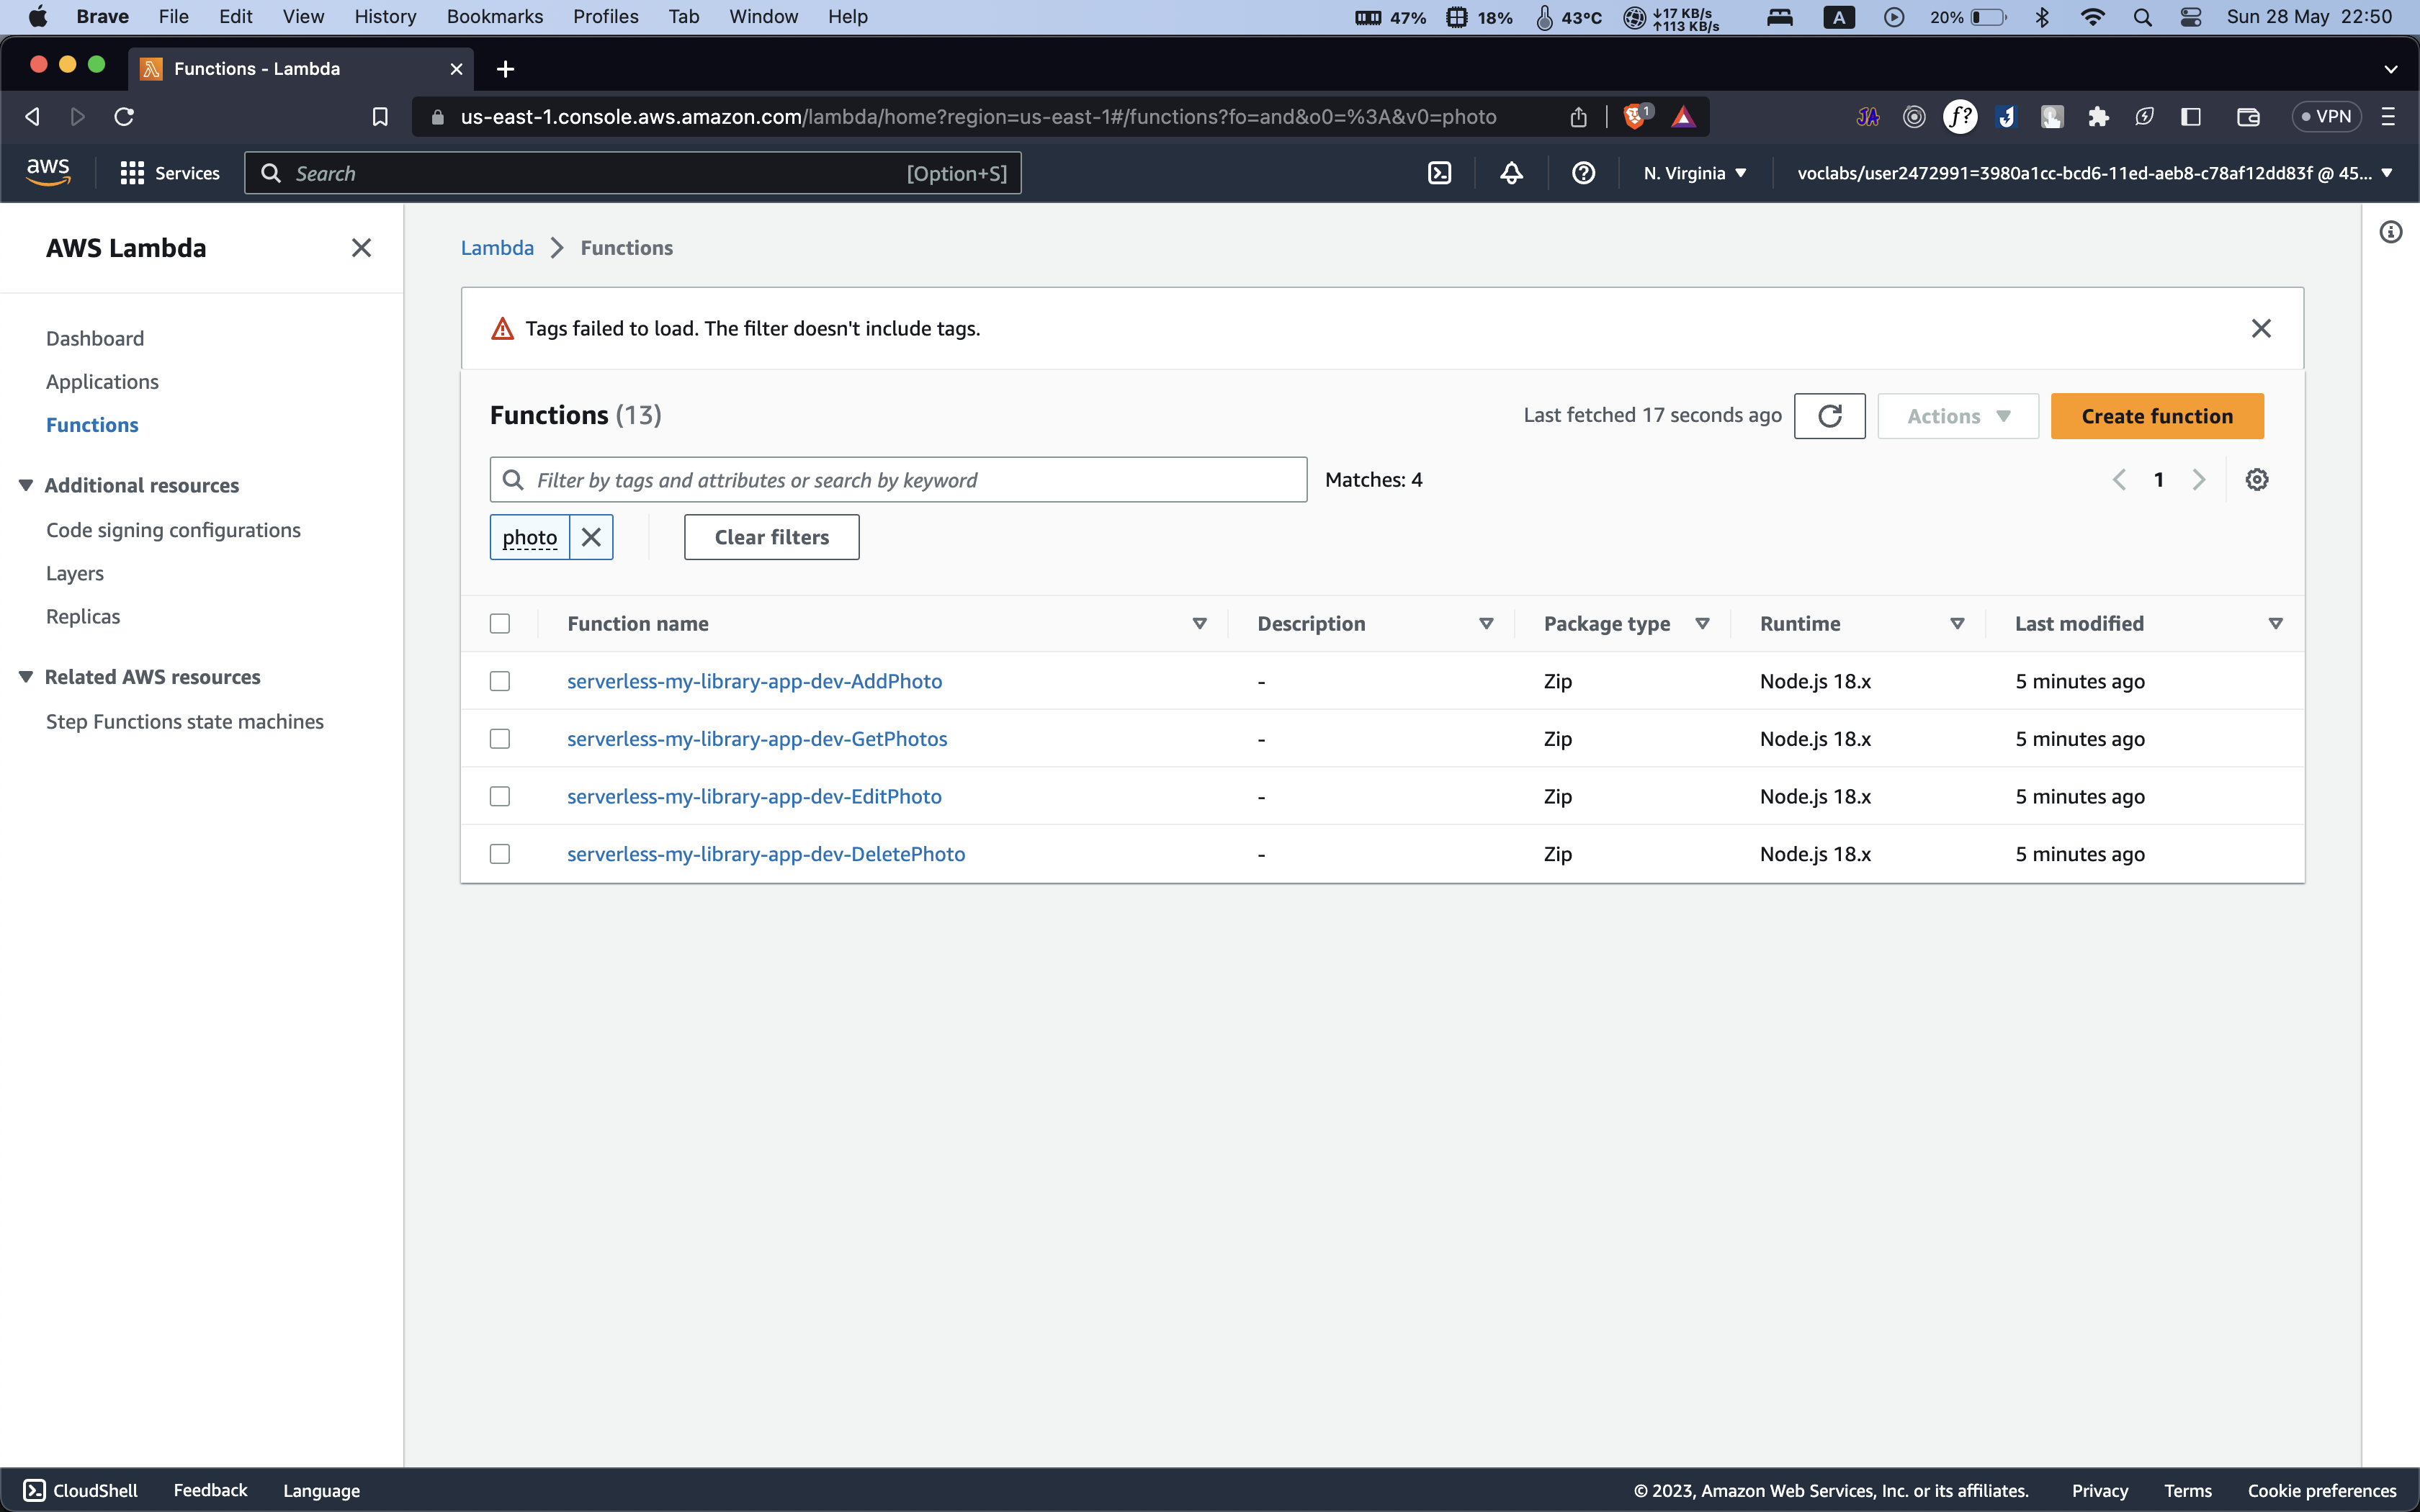 Brave File Edit View History Bookmarks Profiles Tab Window Help 47% 18% 43°C ↓17 KB/s ↑113 KB/s A 20% Sun 28 May 22:50
Functions - Lambda
us-east-1.console.aws.amazon.com/lambda/home?region=us-east-1#/functions?fo=and&o0=%3A&v0=photo 1 JA f? VPN
aws Services Search [Option+S] N. Virginia voclabs/user2472991=3980a1cc-bcd6-11ed-aeb8-c78af12dd83f @ 45...
AWS Lambda
Dashboard
Applications
Functions
Additional resources
Code signing configurations
Layers
Replicas
Related AWS resources
Step Functions state machines
Lambda Functions
Tags failed to load. The filter doesn't include tags.
Functions (13) Last fetched 17 seconds ago Actions Create function
Filter by tags and attributes or search by keyword Matches: 4 1
photo Clear filters
Function name Description Package type Runtime Last modified
serverless-my-library-app-dev-AddPhoto - Zip Node.js 18.x 5 minutes ago
serverless-my-library-app-dev-GetPhotos - Zip Node.js 18.x 5 minutes ago
serverless-my-library-app-dev-EditPhoto - Zip Node.js 18.x 5 minutes ago
serverless-my-library-app-dev-DeletePhoto - Zip Node.js 18.x 5 minutes ago
CloudShell Feedback Language © 2023, Amazon Web Services, Inc. or its affiliates. Privacy Terms Cookie preferences